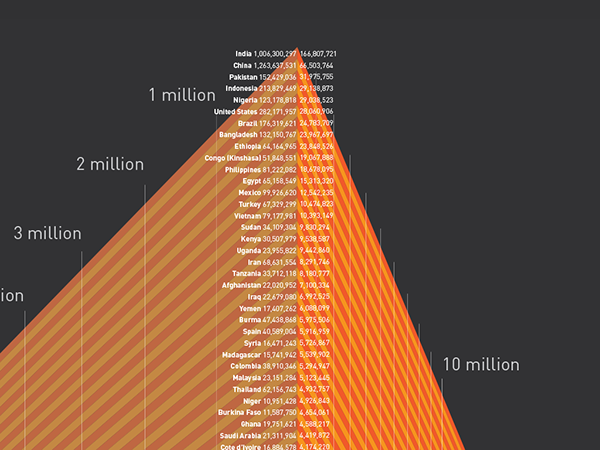 India 1,006,300,297 166,807,721
China 1,263,637,531 66,503,764
Pakistan 152,429,036 31,975,755
Indonesia 213,829,469 29,138,873
1 million
Nigeria 123,178,818 29,038,523
United States 282,171,957 28,060,906
Brazil 176,319,621 24,783,709
Bangladesh 132,150,767 23,967,697
Ethiopia 64,164,965 23,848,526
Congo (Kinshasa) 51,848,551 19,067,888
2 million
Philippines 81,222,082 18,678,095
Egypt 65,158,549 15,313,320
Mexico 99,926,620 12,542,235
Turkey 67,329,299 10,474,823
Vietnam 79,177,981 10,393,149
Sudan 34,109,304 9,830,294
3 million
Kenya 30,507,979 9,538,587
Uganda 23,955,822 9,442,860
Iran 68,631,554 8,291,746
Tanzania 33,712,118 8,180,777
Afghanistan 22,020,952 7,100,334
ion
Iraq 22,679,080 6,992,525
Yemen 17,407,262 6,088,099
Burma 47,438,868 5,975,506
Spain 40,589,004 5,916,959
Syria 16,471,243 5,726,867
Madagascar 15,741,942 5,539,902
10 million
Colombia 38,910,346 5,294,947
Malaysia 23,151,284 5,123,445
Thailand 62,156,743 4,932,757
Niger 10,951,428 4,926,843
Burkina Faso 11,587,750 4,654,061
Ghana 19,751,621 4,588,217
Saudi Arabia 21,311,904 4,419,872
Cote d'Ivoire 16,884,578 4,174,220